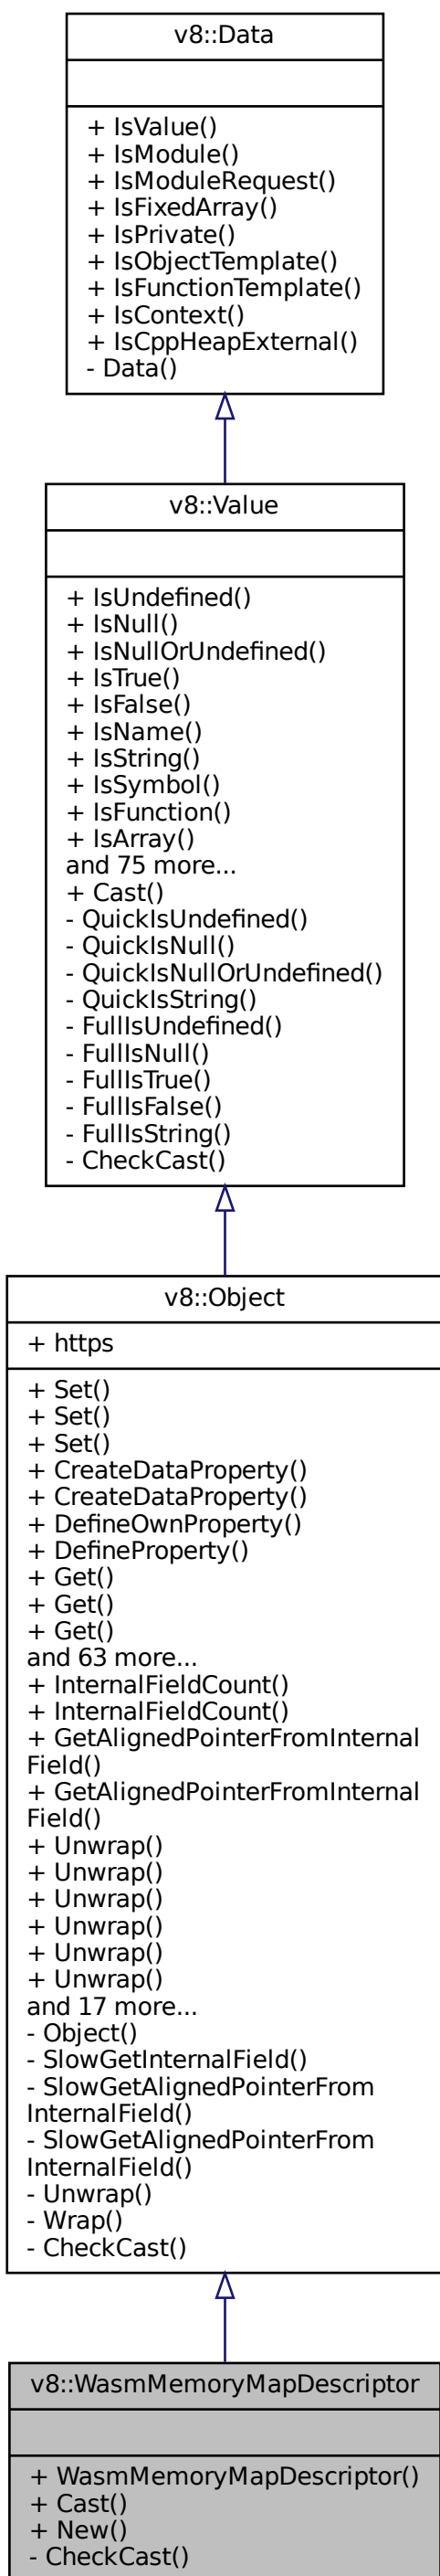 v8::Data
+ IsValue()
+ IsModule()
+ IsModuleRequest()
+ IsFixedArray()
+ IsPrivate()
+ IsObjectTemplate()
+ IsFunctionTemplate()
+ IsContext()
+ IsCppHeapExternal()
- Data()
v8::Value
+ IsUndefined()
+ IsNull()
+ IsNullOrUndefined()
+ IsTrue()
+ IsFalse()
+ IsName()
+ IsString()
+ IsSymbol()
+ IsFunction()
+ IsArray()
and 75 more...
+ Cast()
- QuickIsUndefined()
- QuickIsNull()
- QuickIsNullOrUndefined()
- QuickIsString()
- FullIsUndefined()
- FullIsNull()
- FullIsTrue()
- FullIsFalse()
- FullIsString()
- CheckCast()
v8::Object
+ https
+ Set()
+ Set()
+ Set()
+ CreateDataProperty()
+ CreateDataProperty()
+ DefineOwnProperty()
+ DefineProperty()
+ Get()
+ Get()
+ Get()
and 63 more...
+ InternalFieldCount()
+ InternalFieldCount()
+ GetAlignedPointerFromInternal
Field()
+ GetAlignedPointerFromInternal
Field()
+ Unwrap()
+ Unwrap()
+ Unwrap()
+ Unwrap()
+ Unwrap()
+ Unwrap()
and 17 more...
- Object()
- SlowGetInternalField()
- SlowGetAlignedPointerFrom
InternalField()
- SlowGetAlignedPointerFrom
InternalField()
- Unwrap()
- Wrap()
- CheckCast()
v8::WasmMemoryMapDescriptor
+ WasmMemoryMapDescriptor()
+ Cast()
+ New()
- CheckCast()